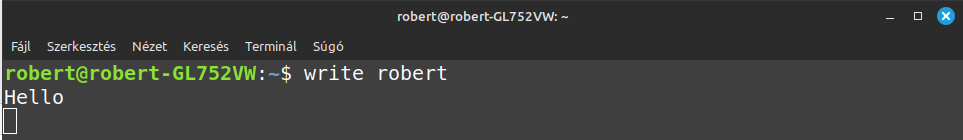 robert@robert-GL752VW: ~
Fájl Szerkesztés Nézet Keresés Terminál Súgó
robert@robert-GL752VW:~$ write robert
Hello